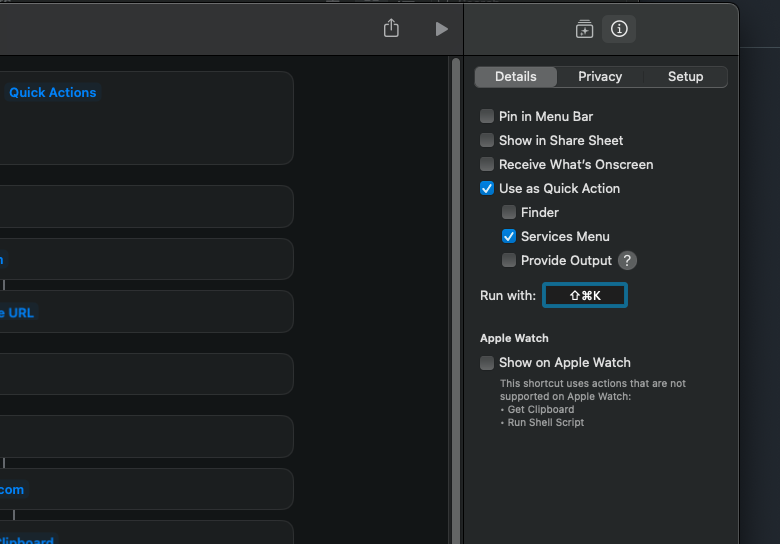 Details Privacy Setup
Quick Actions
Pin in Menu Bar
Show in Share Sheet
Receive What's Onscreen
Use as Quick Action
Finder
Services Menu
Provide Output ?
URL
Run with: ⇧⌘K
Apple Watch
Show on Apple Watch
This shortcut uses actions that are not
supported on Apple Watch:
• Get Clipboard
• Run Shell Script
com